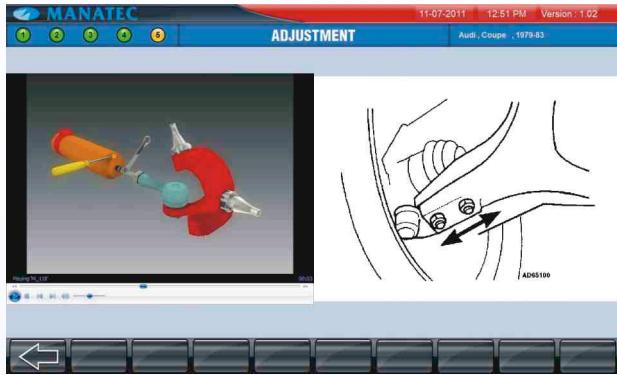 MANATEC
11-07-2011 12:51 PM Version : 1.02
1 2 3 4 5
ADJUSTMENT
Audi , Coupe , 1979-83
AD65100